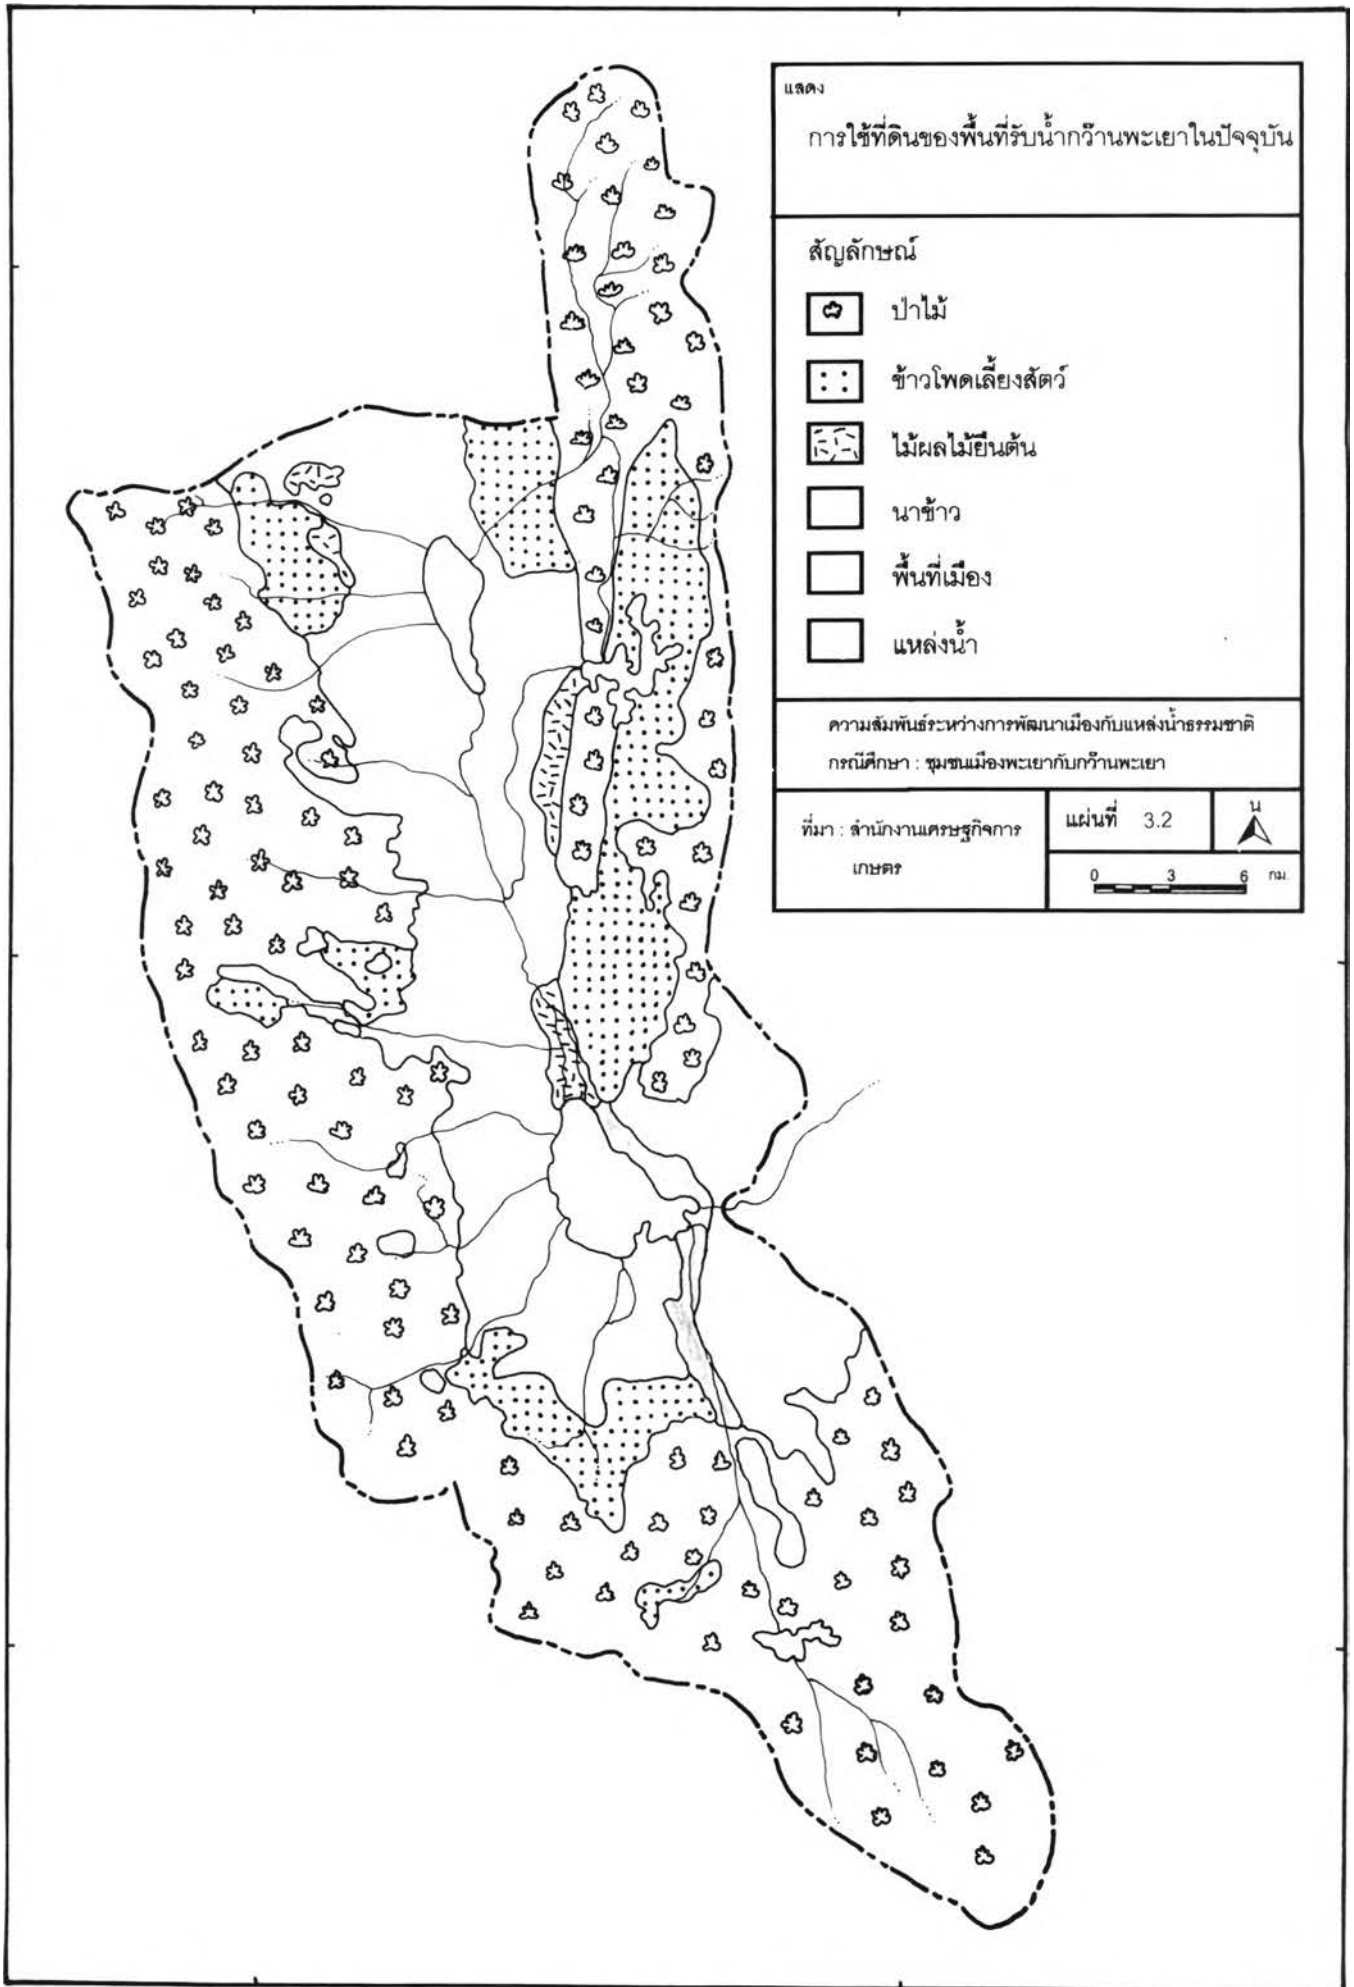 แสดง
การใช้ที่ดินของพื้นที่รับน้ำกว๊านพะเยาในปัจจุบัน
สัญลักษณ์
ป่าไม้
ข้าวโพดเลี้ยงสัตว์
ไม้ผลไม้ยืนต้น
นาข้าว
พื้นที่เมือง
แหล่งน้ำ
ความสัมพันธ์ระหว่างการพัฒนาเมืองกับแหล่งน้ำธรรมชาติ
กรณีศึกษา : ชุมชนเมืองพะเยากับกว๊านพะเยา
ที่มา : สำนักงานเศรษฐกิจการ
เกษตร
แผ่นที่ 3.2
น
0 3 6 กม.